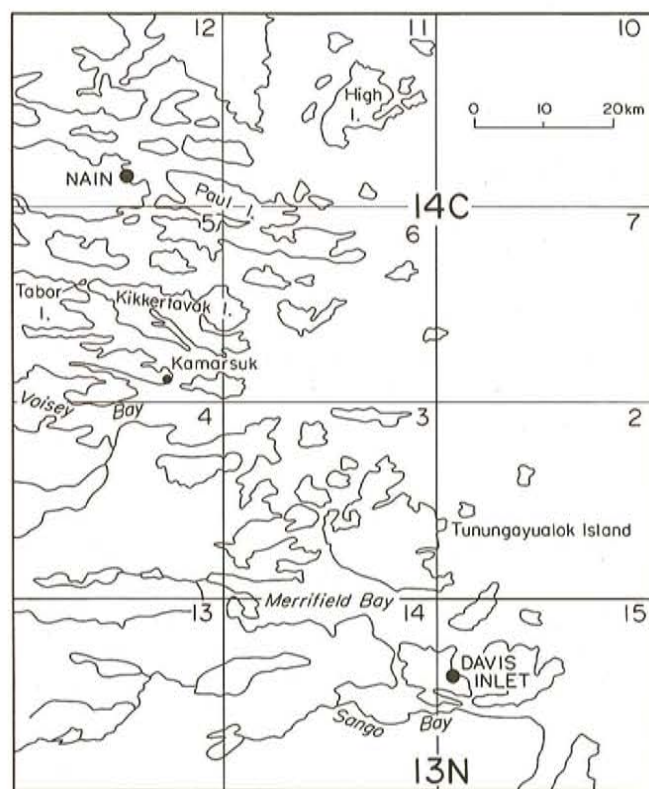 12
11
10
High
I.
0 10 20km
NAIN
Paul I.
14C
5
6
7
Tabor
I.
Kikkertavak I.
Kamarsuk
Voisey
Bay
4
3
2
Tunungayualok Island
13
Merrifield Bay
14
15
DAVIS
INLET
Sango
Bay
13N